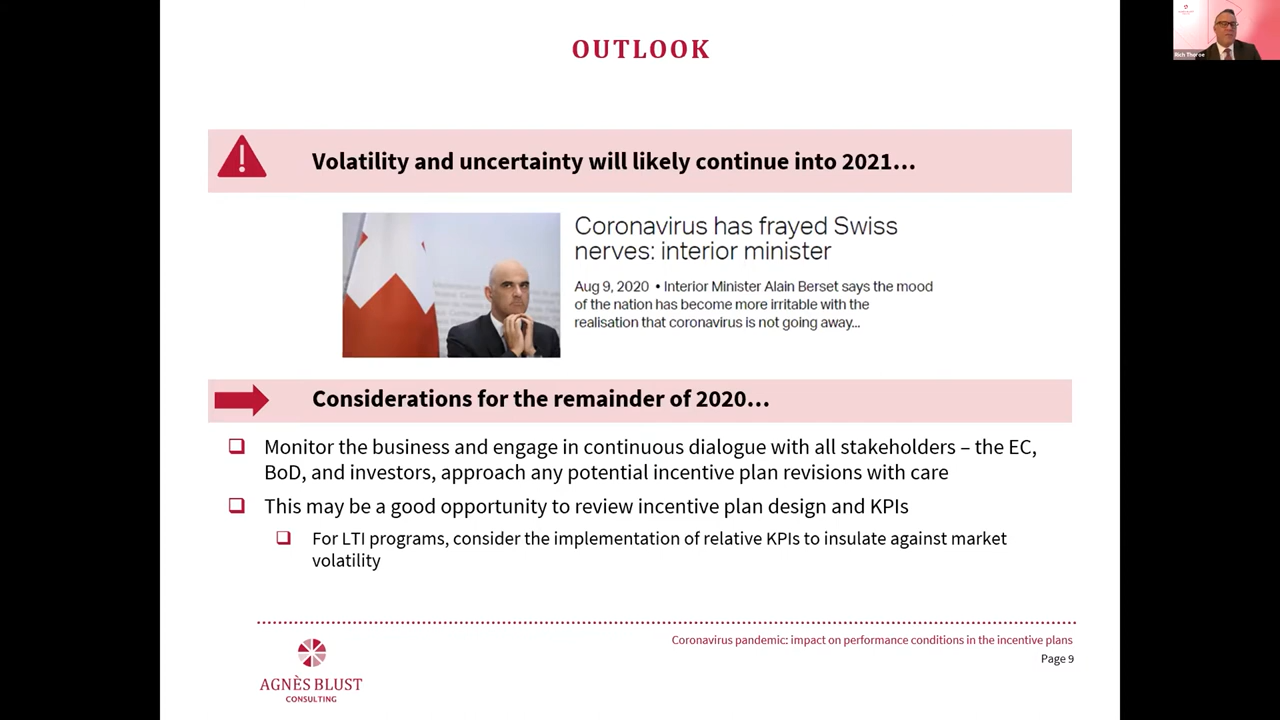 OUTLOOK
Volatility and uncertainty will likely continue into 2021...
Coronavirus has frayed Swiss
nerves: interior minister
Aug 9, 2020 • Interior Minister Alain Berset says the mood
of the nation has become more irritable with the
realisation that coronavirus is not going away...
Considerations for the remainder of 2020...
Monitor the business and engage in continuous dialogue with all stakeholders – the EC,
BoD, and investors, approach any potential incentive plan revisions with care
This may be a good opportunity to review incentive plan design and KPIs
For LTI programs, consider the implementation of relative KPIs to insulate against market
volatility
Coronavirus pandemic: impact on performance conditions in the incentive plans
Page 9
AGNÈS BLUST
CONSULTING